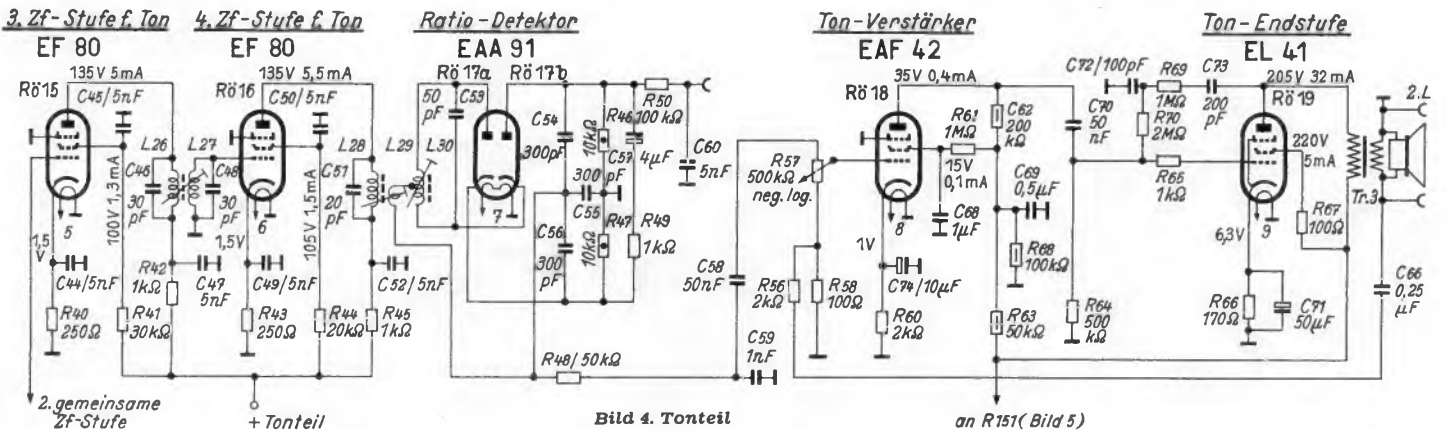 3. Zf-Stufe f. Ton
EF 80
4. Zf-Stufe f. Ton
EF 80
Ratio-Detektor
EAA 91
Ton-Verstärker
EAF 42
Ton-Endstufe
EL 41
135V 5mA
Rö15
C45/5nF
L26
C46
30
pF
100V 1,3mA
5
1,5
V
C44/5nF
R40
250Ω
R41
30kΩ
R42
1kΩ
C47
5nF
2. gemeinsame
Zf-Stufe
135V 5,5mA
Rö16
C50/5nF
L27
C48
30
pF
6
1,5V
C49/5nF
R43
250Ω
105V 1,5mA
R44
20kΩ
+ Tonteil
L28
C51
20
pF
C52/5nF
R45
1kΩ
L29
L30
Rö17a
Rö17b
50
pF
C53
7
C54
300pF
300
pF
C55
C56
300
pF
R46
10kΩ
C57
4µF
R47
10kΩ
R49
1kΩ
R50
100kΩ
C60
5nF
R48/50kΩ
Bild 4. Tonteil
C58
50nF
C59
1nF
R57
500kΩ
neg. log.
R56
2kΩ
R58
100Ω
35V 0,4mA
Rö18
8
1V
C74/10µF
R60
2kΩ
R61
1MΩ
15V
0,1mA
C68
1µF
C62
200
kΩ
C69
0,5µF
R68
100kΩ
R63
50kΩ
an R151 (Bild 5)
C70
50
nF
R64
500
kΩ
C72/100pF
R69
1MΩ
R70
2MΩ
R65
1kΩ
C73
200
pF
205V 32mA
Rö19
220V
5mA
9
6,3V
R66
170Ω
C71
50µF
R67
100Ω
Tr.3
2.L
C66
0,25
µF